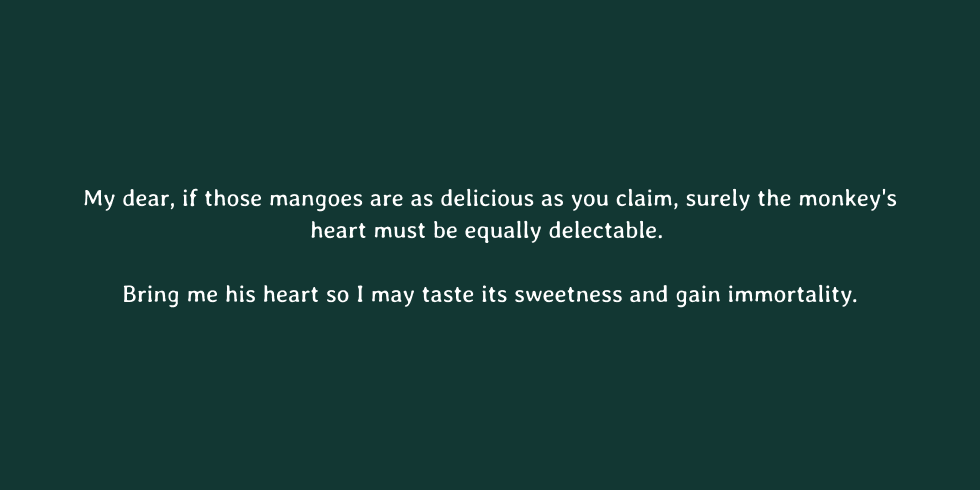 My dear, if those mangoes are as delicious as you claim, surely the monkey's
heart must be equally delectable.
Bring me his heart so I may taste its sweetness and gain immortality.